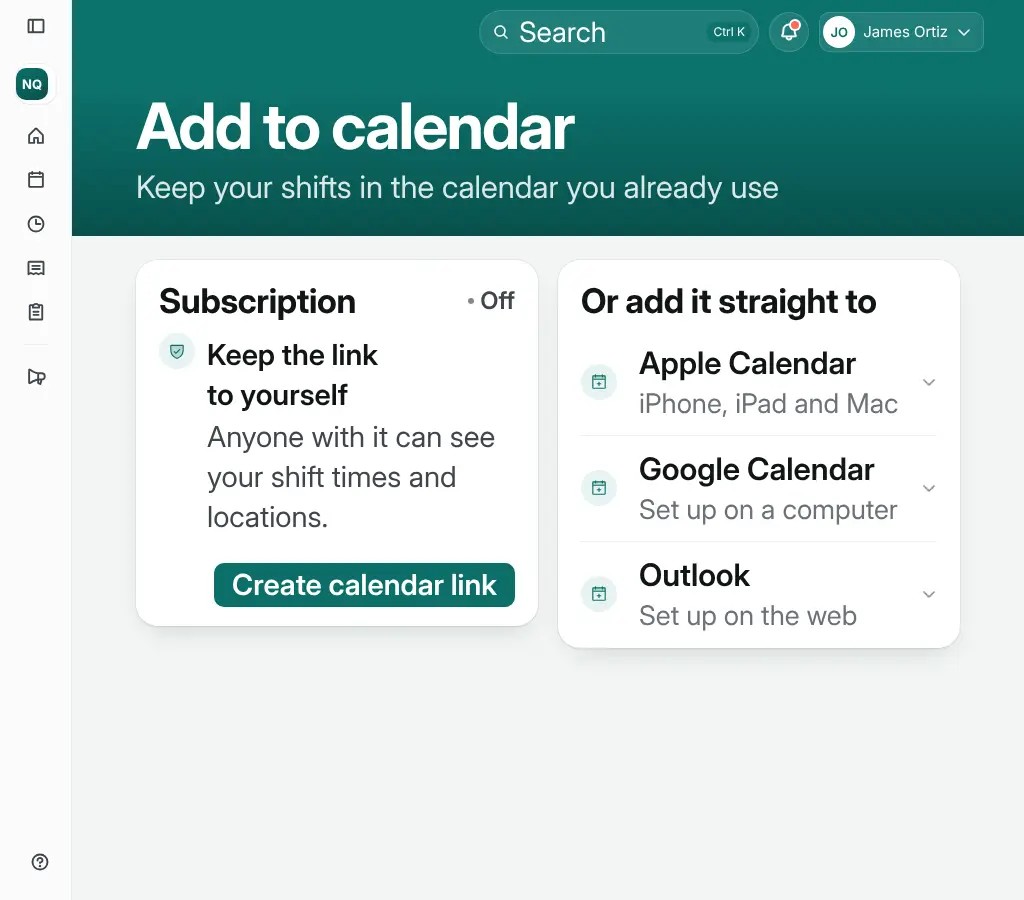 Search
Ctrl K
JO
James Ortiz
NQ
Add to calendar
Keep your shifts in the calendar you already use
Subscription
Off
Keep the link
to yourself
Anyone with it can see
your shift times and
locations.
Create calendar link
Or add it straight to
Apple Calendar
iPhone, iPad and Mac
Google Calendar
Set up on a computer
Outlook
Set up on the web